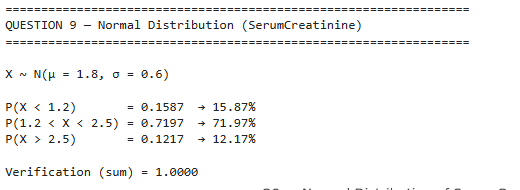 ======================================================================
QUESTION 9 — Normal Distribution (SerumCreatinine)
======================================================================
X ~ N(μ = 1.8, σ = 0.6)
P(X < 1.2)       = 0.1587  → 15.87%
P(1.2 < X < 2.5) = 0.7197  → 71.97%
P(X > 2.5)       = 0.1217  → 12.17%
Verification (sum) = 1.0000